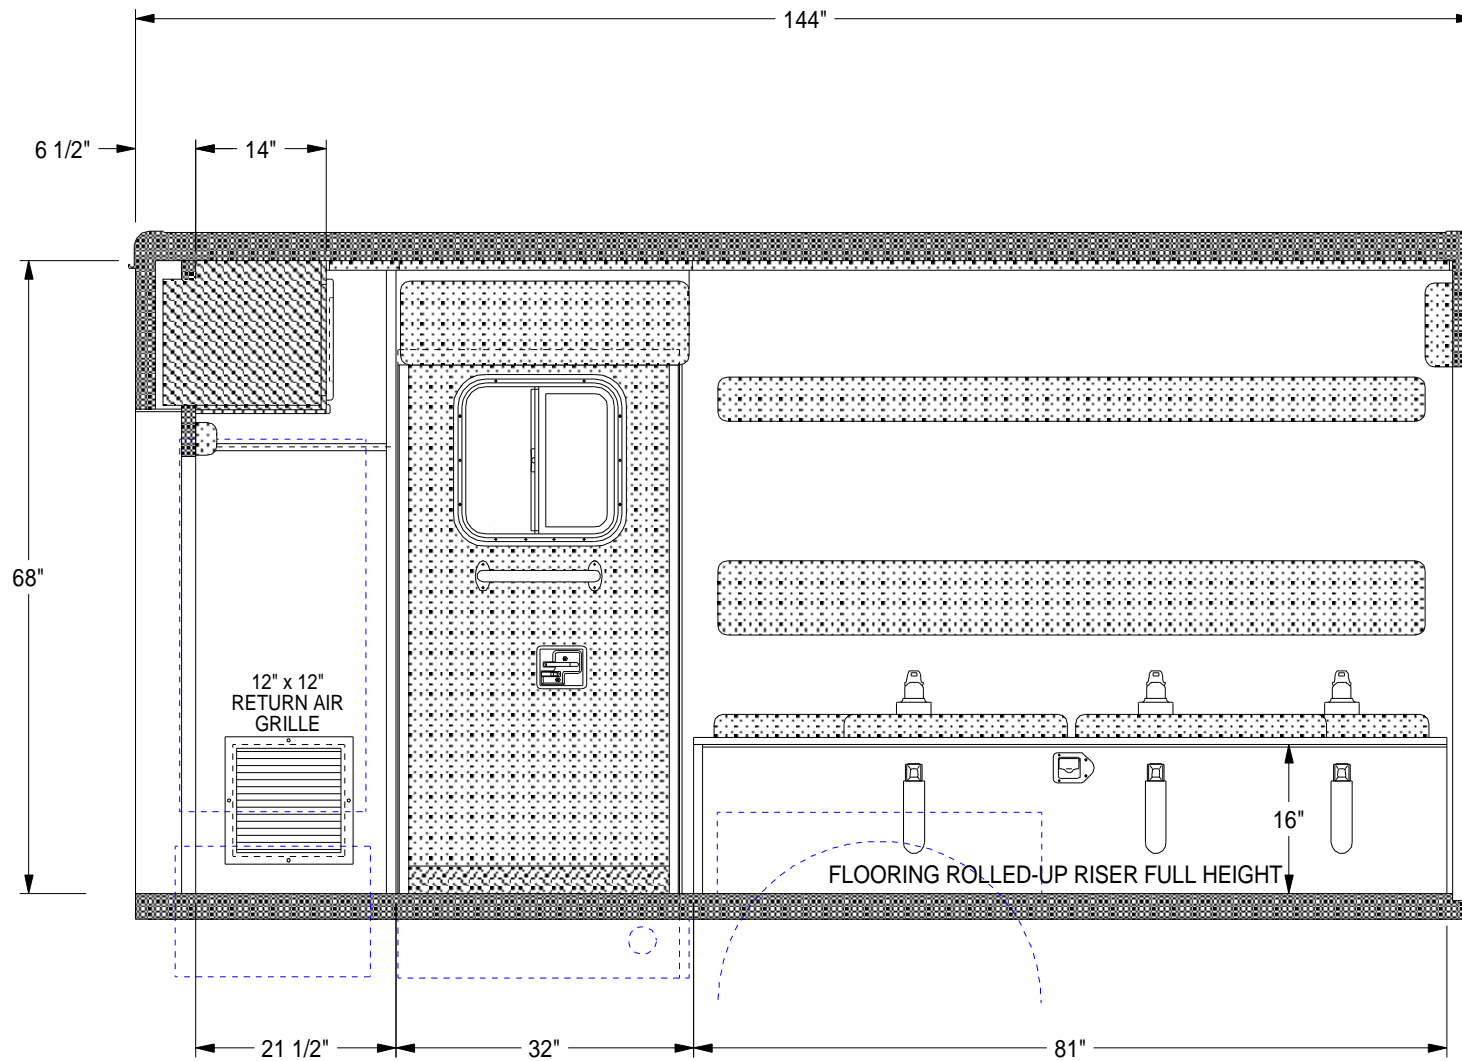 144"
6 1/2"
14"
68"
12" x 12"
RETURN AIR
GRILLE
16"
FLOORING ROLLED-UP RISER FULL HEIGHT
21 1/2"
32"
81"